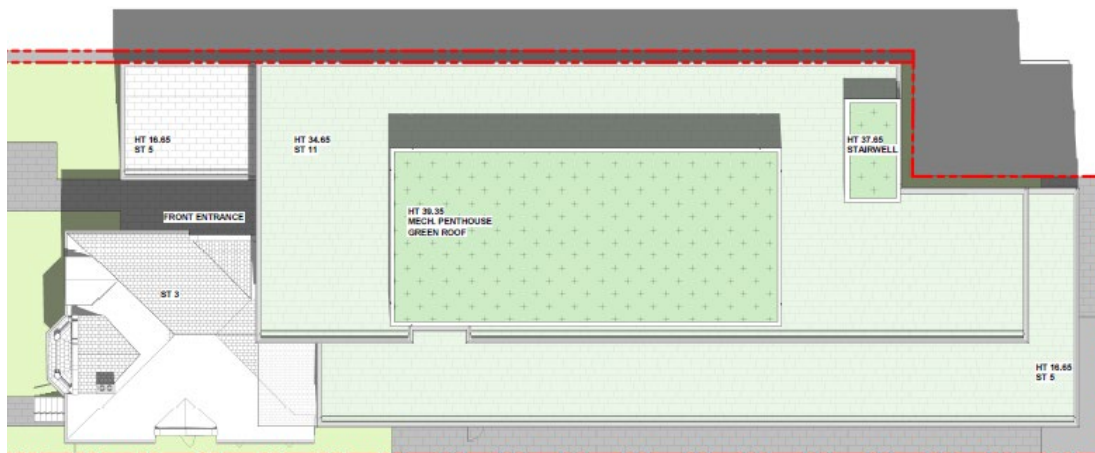 HT 16.65
ST 5
HT 34.65
ST 11
HT 37.65
STAIRWELL
HT 39.35
MECH. PENTHOUSE
GREEN ROOF
FRONT ENTRANCE
ST 3
HT 16.65
ST 5